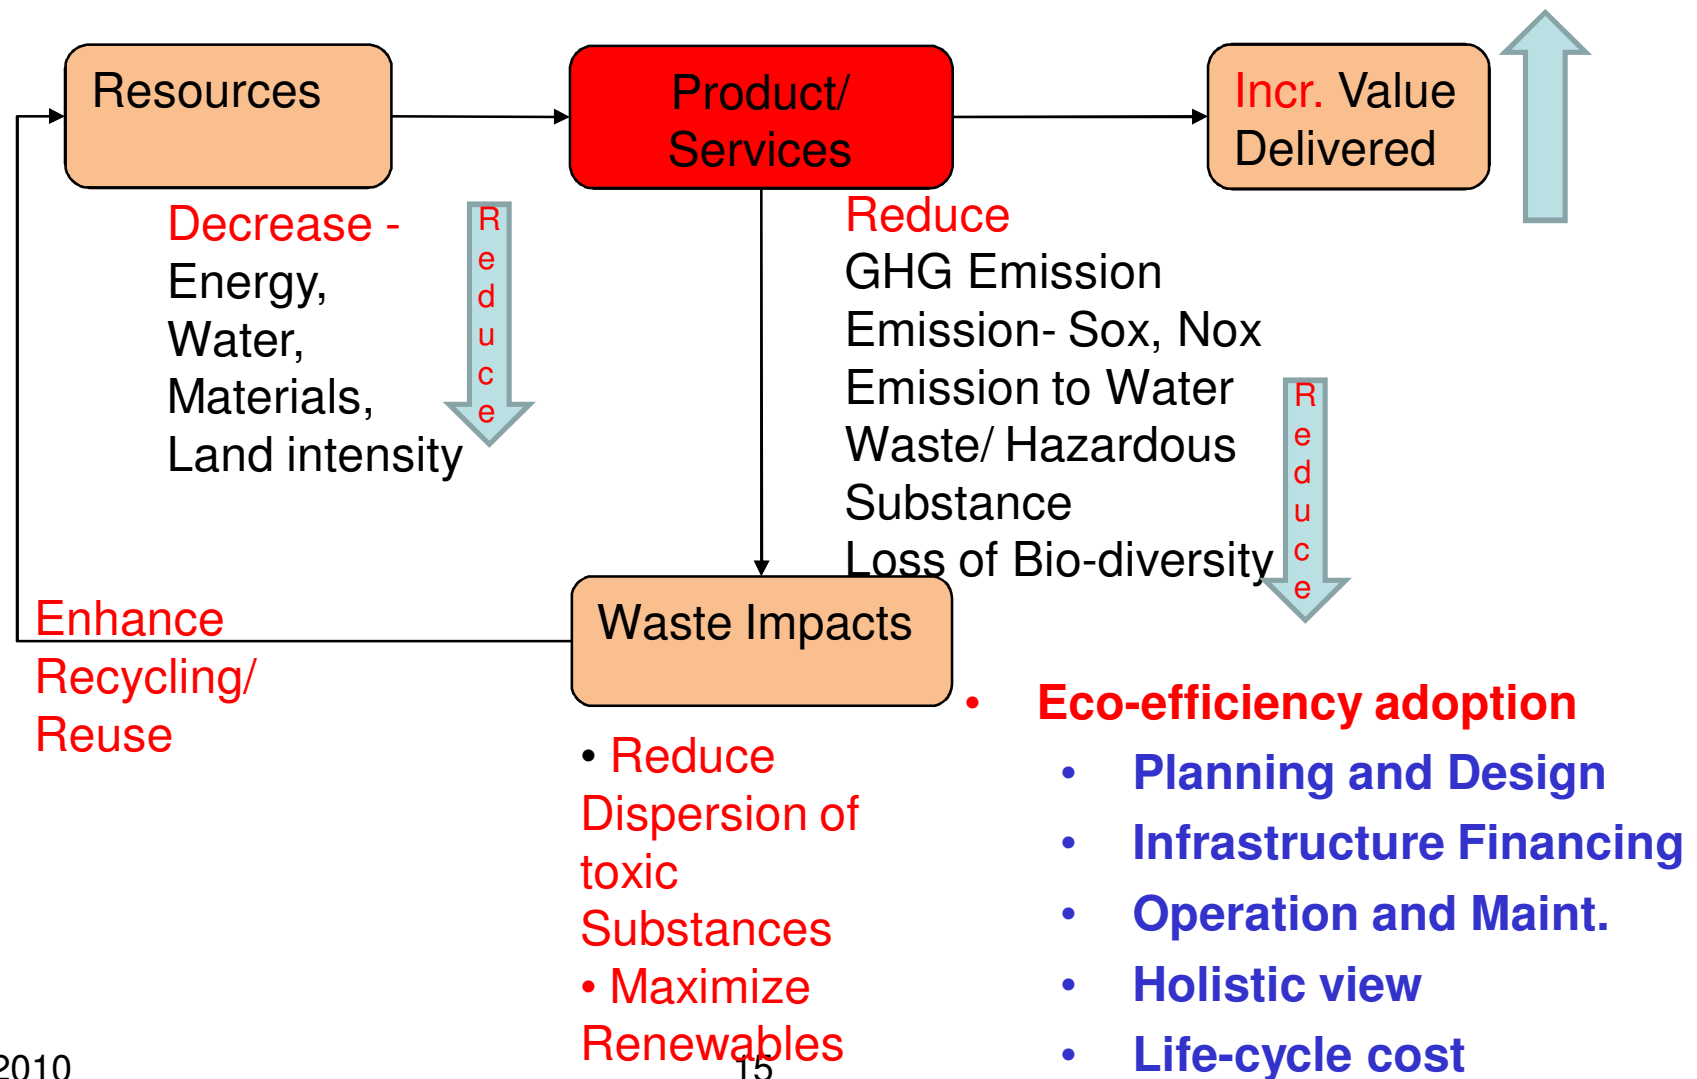 Resources
Product/
Services
Incr. Value
Delivered
Decrease -
Energy,
Water,
Materials,
Land intensity
Reduce
Reduce
GHG Emission
Emission- Sox, Nox
Emission to Water
Waste/ Hazardous
Substance
Loss of Bio-diversity
Reduce
Enhance
Recycling/
Reuse
Waste Impacts
• Reduce
Dispersion of
toxic
Substances
• Maximize
Renewables
• Eco-efficiency adoption
• Planning and Design
• Infrastructure Financing
• Operation and Maint.
• Holistic view
• Life-cycle cost
2010
15